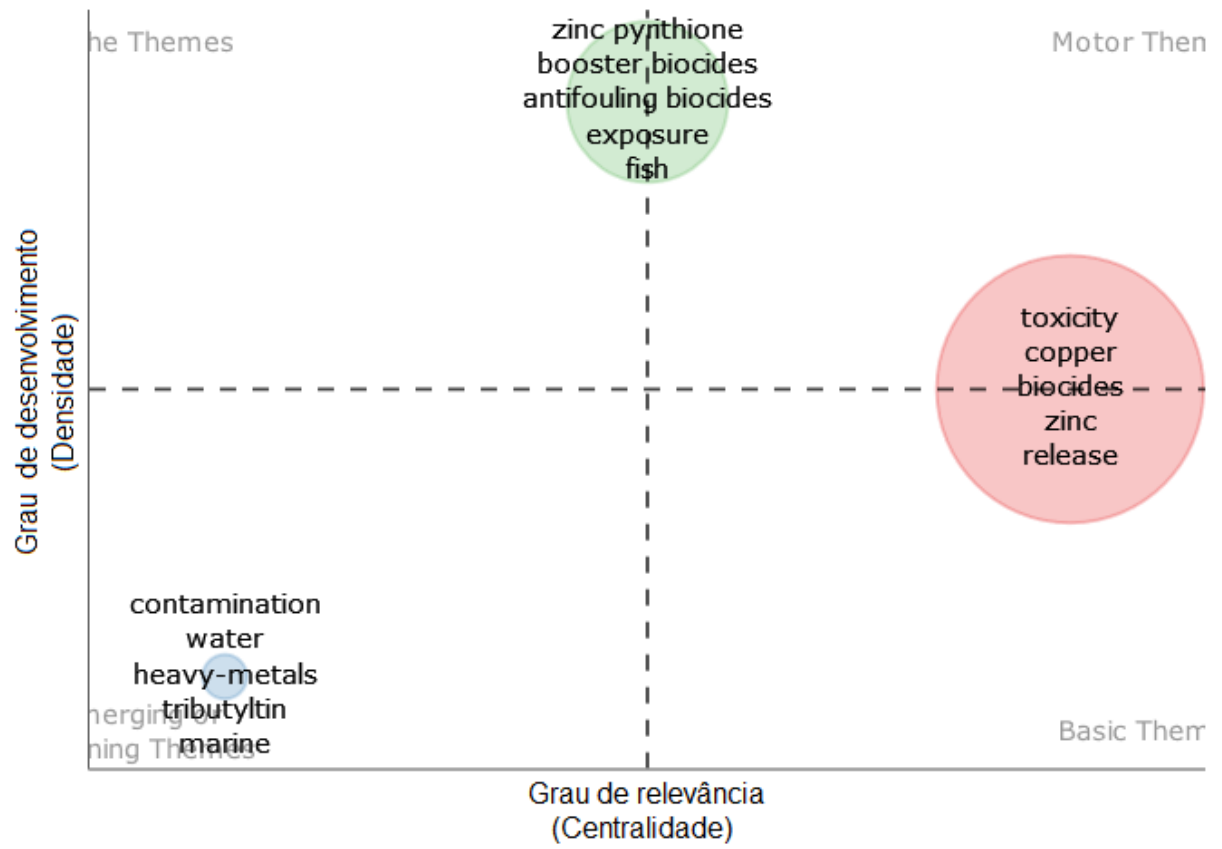 he Themes
zinc pyrithione
booster biocides
antifouling biocides
exposure
fish
Motor Them
Grau de desenvolvimento
(Densidade)
toxicity
copper
biocides
zinc
release
contamination
water
heavy-metals
tributyltin
marine
nerging or
ning Themes
Basic Them
Grau de relevância
(Centralidade)